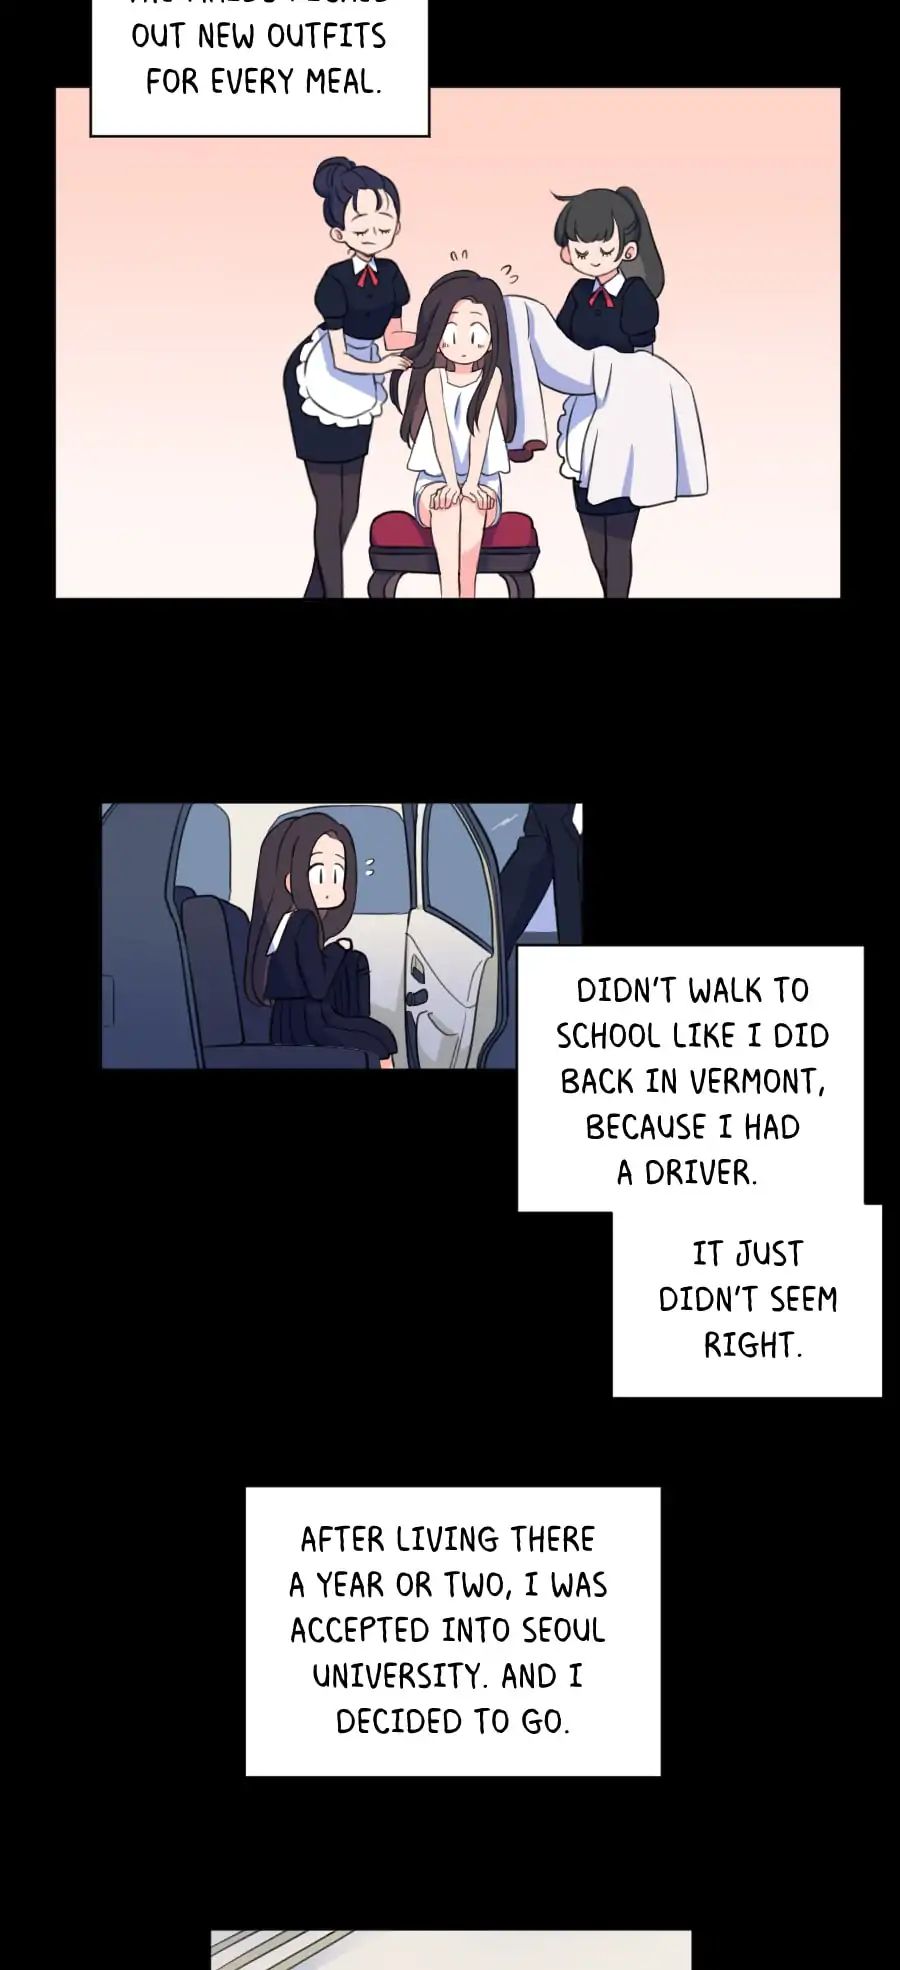 OUT NEW OUTFITS
FOR EVERY MEAL.
DIDN'T WALK TO
SCHOOL LIKE I DID
BACK IN VERMONT,
BECAUSE I HAD
A DRIVER.
IT JUST
DIDN'T SEEM
RIGHT.
AFTER LIVING THERE
A YEAR OR TWO, I WAS
ACCEPTED INTO SEOUL
UNIVERSITY. AND I
DECIDED TO GO.